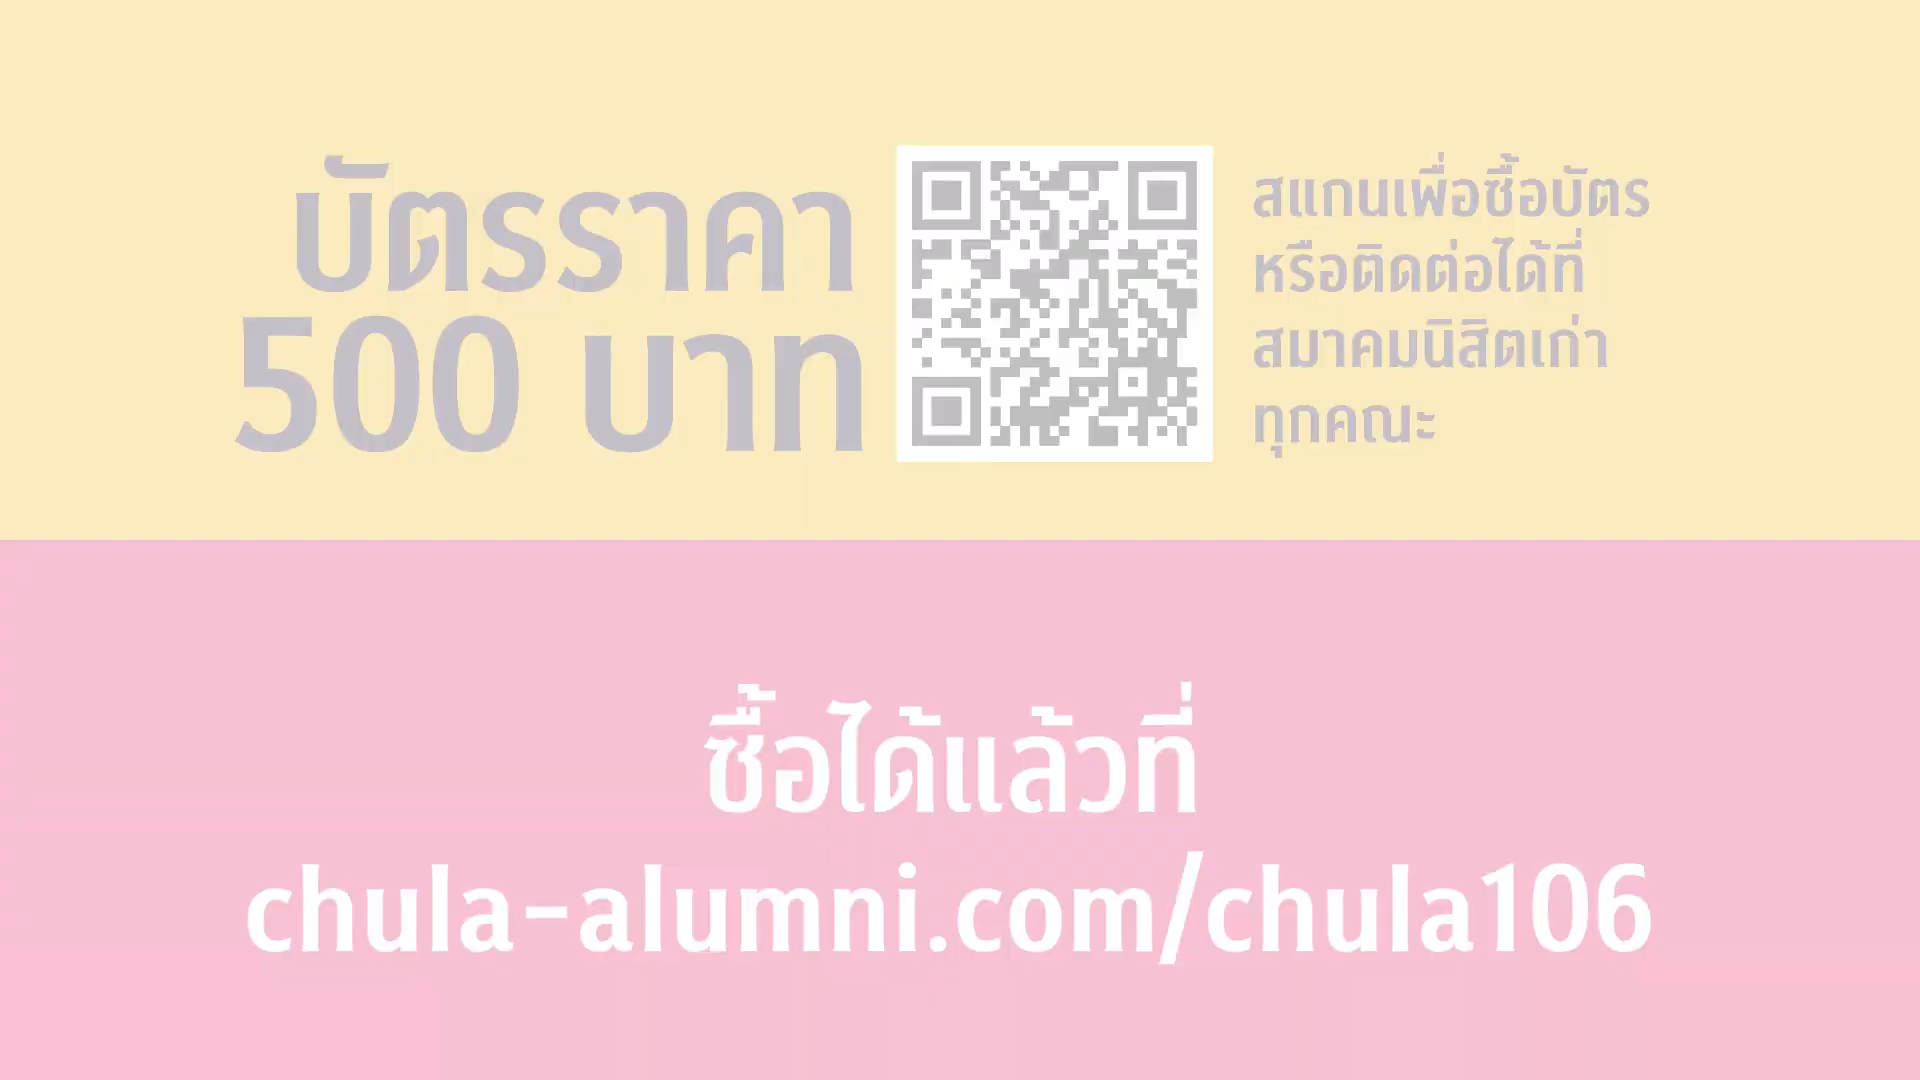 บัตรราคา
500 บาท
สแกนเพื่อซื้อบัตร
หรือติดต่อได้ที่
สมาคมนิสิตเก่า
ทุกคณะ
ซื้อได้แล้วที่
chula-alumni.com/chula106